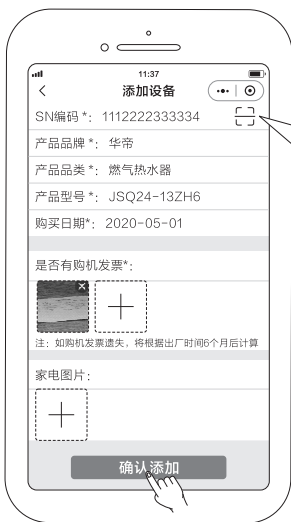 11:37
添加设备
SN编码*：1112222333334
产品品牌*：华帝
产品品类*：燃气热水器
产品型号*：JSQ24-13ZH6
购买日期*：2020-05-01
是否有购机发票*：
注：如购机发票遗失，将根据出厂时间6个月后计算
家电图片：
确认添加